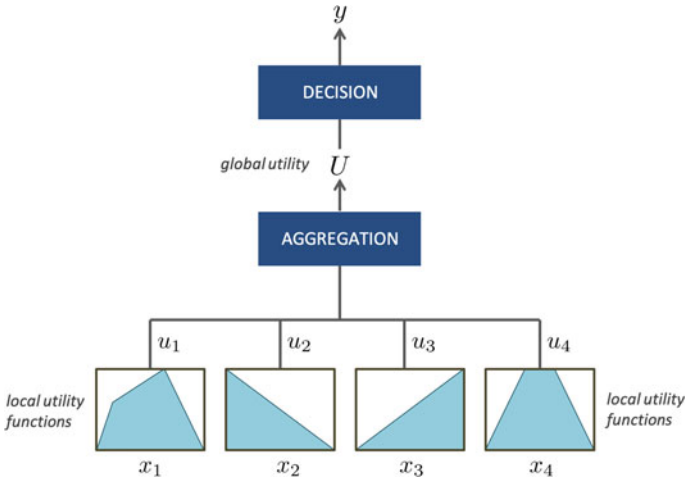 y
DECISION
global utility U
AGGREGATION
u₁ u₂ u₃ u₄
local utility functions
local utility functions
x₁ x₂ x₃ x₄